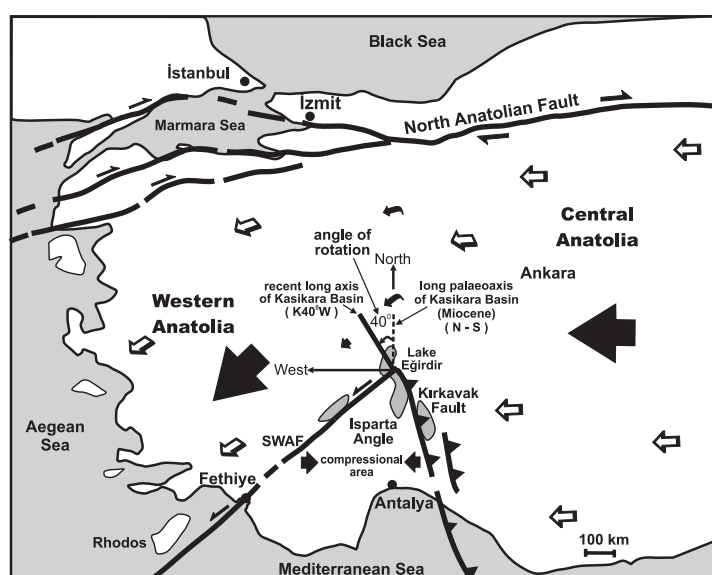 Black Sea
İstanbul
İzmit
Marmara Sea
North Anatolian Fault
Central
Anatolia
angle of
rotation
North
Ankara
recent long axis
of Kasikara Basin
( K40°W )
40°
long palaeoaxis
of Kasikara Basin
(Miocene)
( N - S )
Western
Anatolia
Lake
Eğirdir
West
Kırkavak
Fault
Aegean
Sea
Isparta
Angle
SWAF
compressional
area
Fethiye
Antalya
Rhodos
100 km
Mediterranean Sea